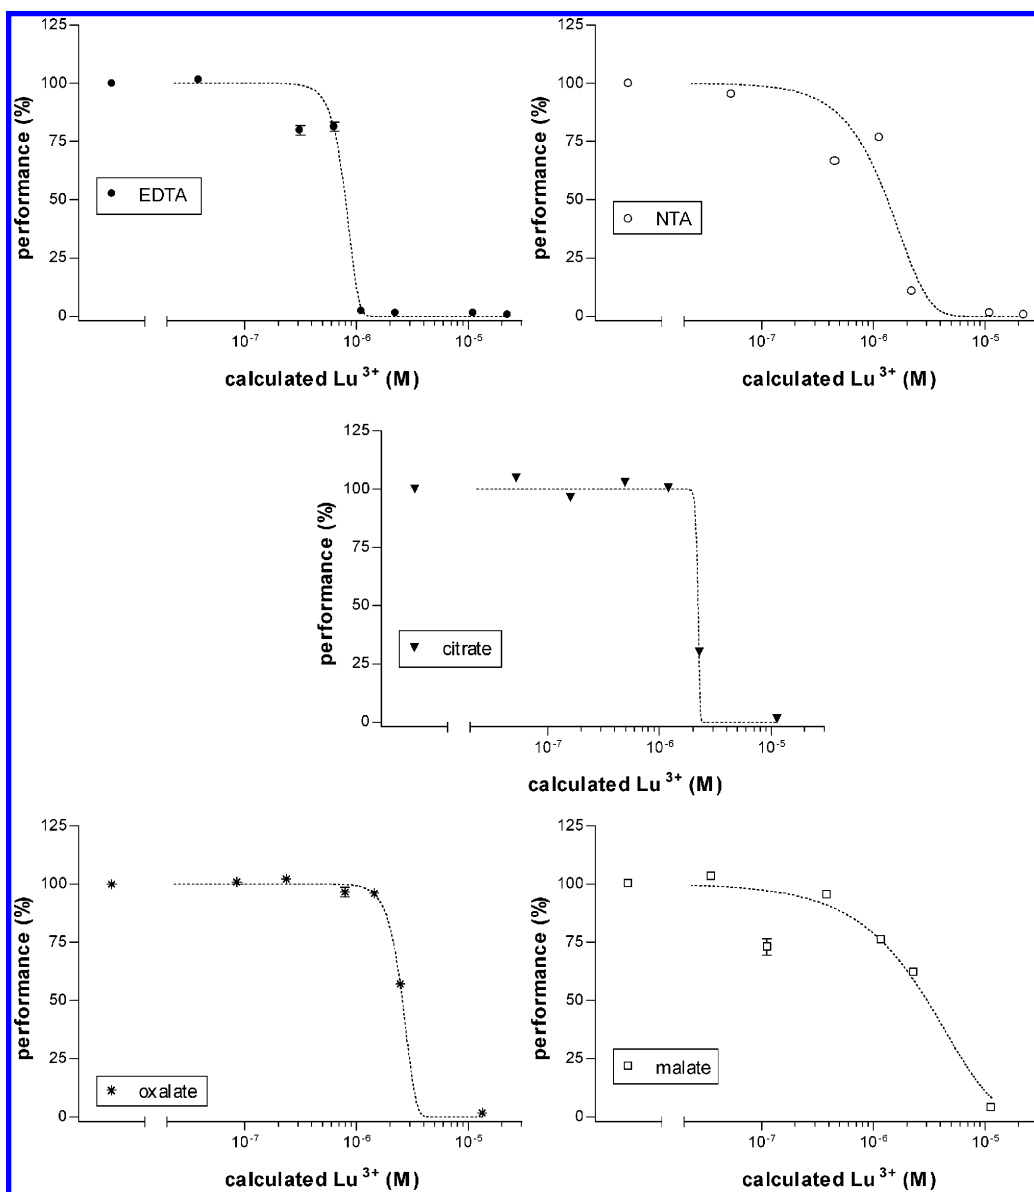 125
100
75
50
25
0
performance (%)
EDTA
10⁻⁷ 10⁻⁶ 10⁻⁵
calculated Lu³⁺ (M)
125
100
75
50
25
0
performance (%)
NTA
10⁻⁷ 10⁻⁶ 10⁻⁵
calculated Lu³⁺ (M)
125
100
75
50
25
0
performance (%)
citrate
10⁻⁷ 10⁻⁶ 10⁻⁵
calculated Lu³⁺ (M)
125
100
75
50
25
0
performance (%)
oxalate
10⁻⁷ 10⁻⁶ 10⁻⁵
calculated Lu³⁺ (M)
125
100
75
50
25
0
performance (%)
malate
10⁻⁷ 10⁻⁶ 10⁻⁵
calculated Lu³⁺ (M)